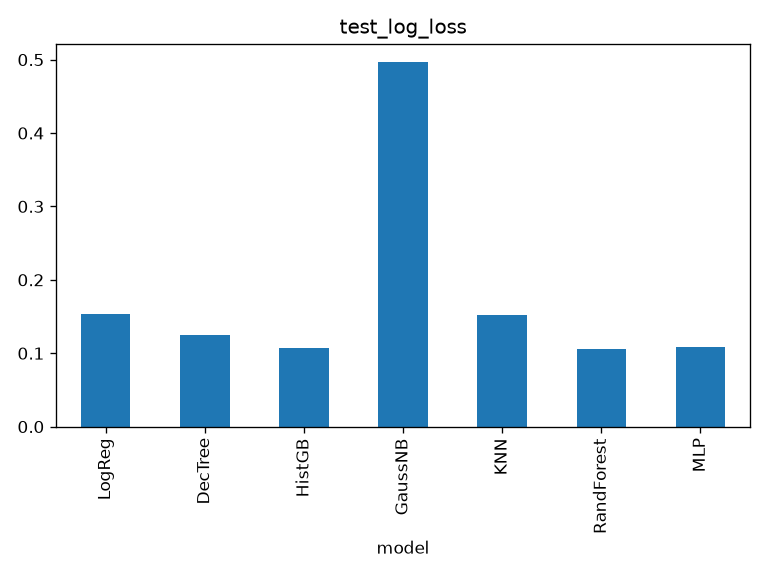 test_log_loss
0.5
0.4
0.3
0.2
0.1
0.0
LogReg
DecTree
HistGB
GaussNB
KNN
RandForest
MLP
model